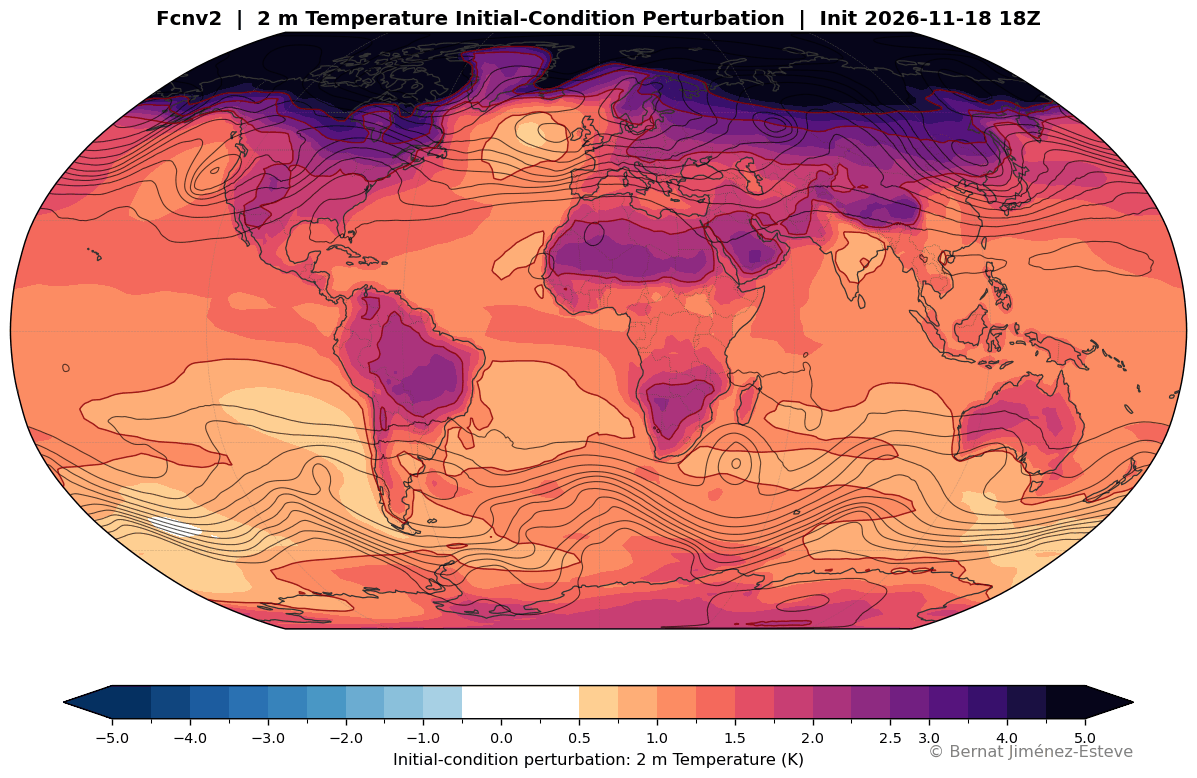 Fcnv2 | 2 m Temperature Initial-Condition Perturbation | Init 2026-11-18 18Z
−5.0 −4.0 −3.0 −2.0 −1.0 0.0 0.5 1.0 1.5 2.0 2.5 3.0 4.0 5.0
Initial-condition perturbation: 2 m Temperature (K)
© Bernat Jiménez-Esteve